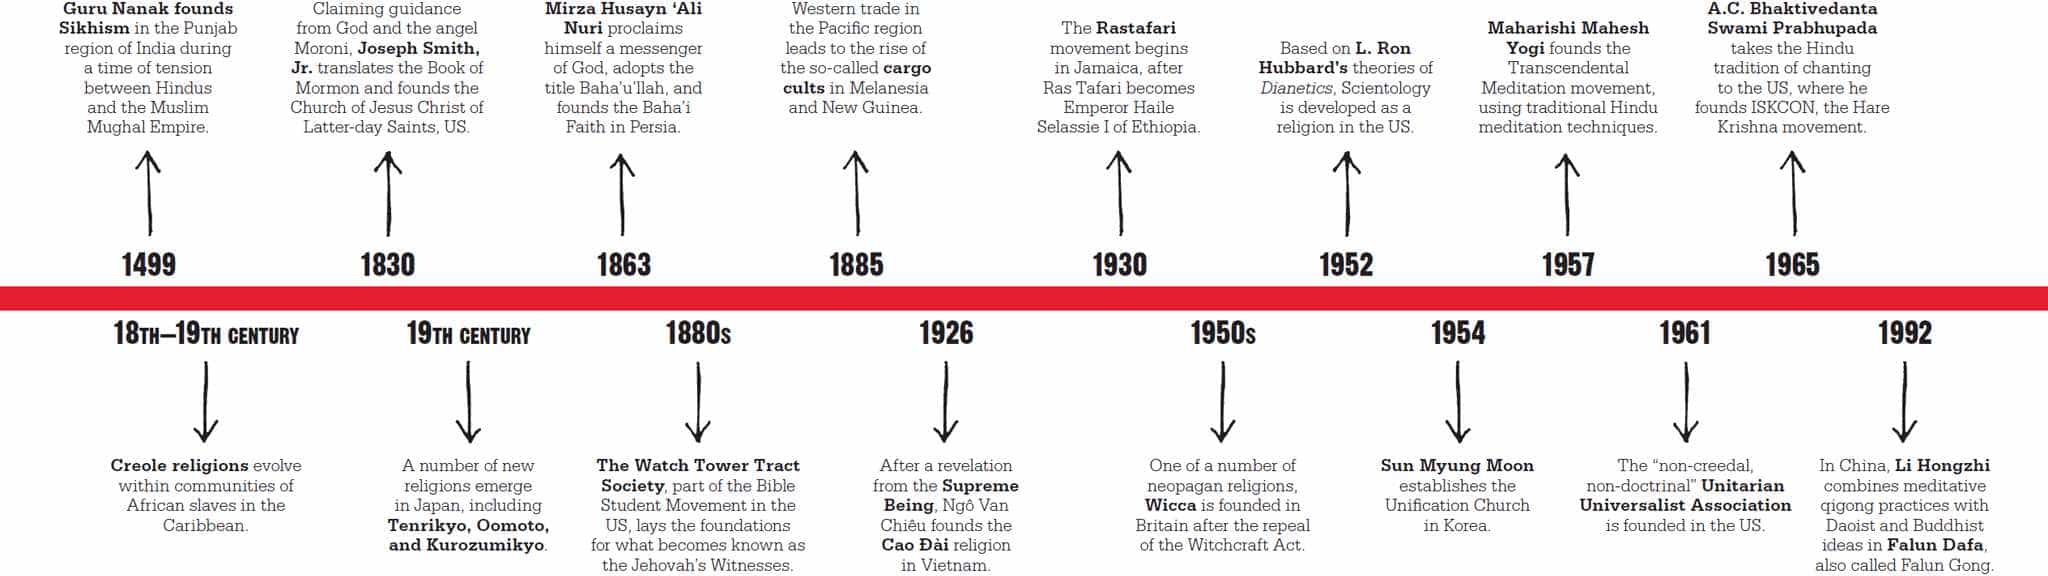 Guru Nanak founds
Sikhism in the Punjab
region of India during
a time of tension
between Hindus
and the Muslim
Mughal Empire.
Claiming guidance
from God and the angel
Moroni, Joseph Smith,
Jr. translates the Book of
Mormon and founds the
Church of Jesus Christ of
Latter-day Saints, US.
Mirza Husayn ‘Ali
Nuri proclaims
himself a messenger
of God, adopts the
title Baha’u’llah, and
founds the Baha’i
Faith in Persia.
Western trade in
the Pacific region
leads to the rise of
the so-called cargo
cults in Melanesia
and New Guinea.
The Rastafari
movement begins
in Jamaica, after
Ras Tafari becomes
Emperor Haile
Selassie I of Ethiopia.
Based on L. Ron
Hubbard’s theories of
Dianetics, Scientology
is developed as a
religion in the US.
Maharishi Mahesh
Yogi founds the
Transcendental
Meditation movement,
using traditional Hindu
meditation techniques.
A.C. Bhaktivedanta
Swami Prabhupada
takes the Hindu
tradition of chanting
to the US, where he
founds ISKCON, the Hare
Krishna movement.
1499
1830
1863
1885
1930
1952
1957
1965
18TH–19TH CENTURY
19TH CENTURY
1880S
1926
1950S
1954
1961
1992
Creole religions evolve
within communities of
African slaves in the
Caribbean.
A number of new
religions emerge
in Japan, including
Tenrikyo, Oomoto,
and Kurozumikyo.
The Watch Tower Tract
Society, part of the Bible
Student Movement in the
US, lays the foundations
for what becomes known as
the Jehovah’s Witnesses.
After a revelation
from the Supreme
Being, Ngô Van
Chiêu founds the
Cao Đài religion
in Vietnam.
One of a number of
neopagan religions,
Wicca is founded in
Britain after the repeal
of the Witchcraft Act.
Sun Myung Moon
establishes the
Unification Church
in Korea.
The “non-creedal,
non-doctrinal” Unitarian
Universalist Association
is founded in the US.
In China, Li Hongzhi
combines meditative
qigong practices with
Daoist and Buddhist
ideas in Falun Dafa,
also called Falun Gong.